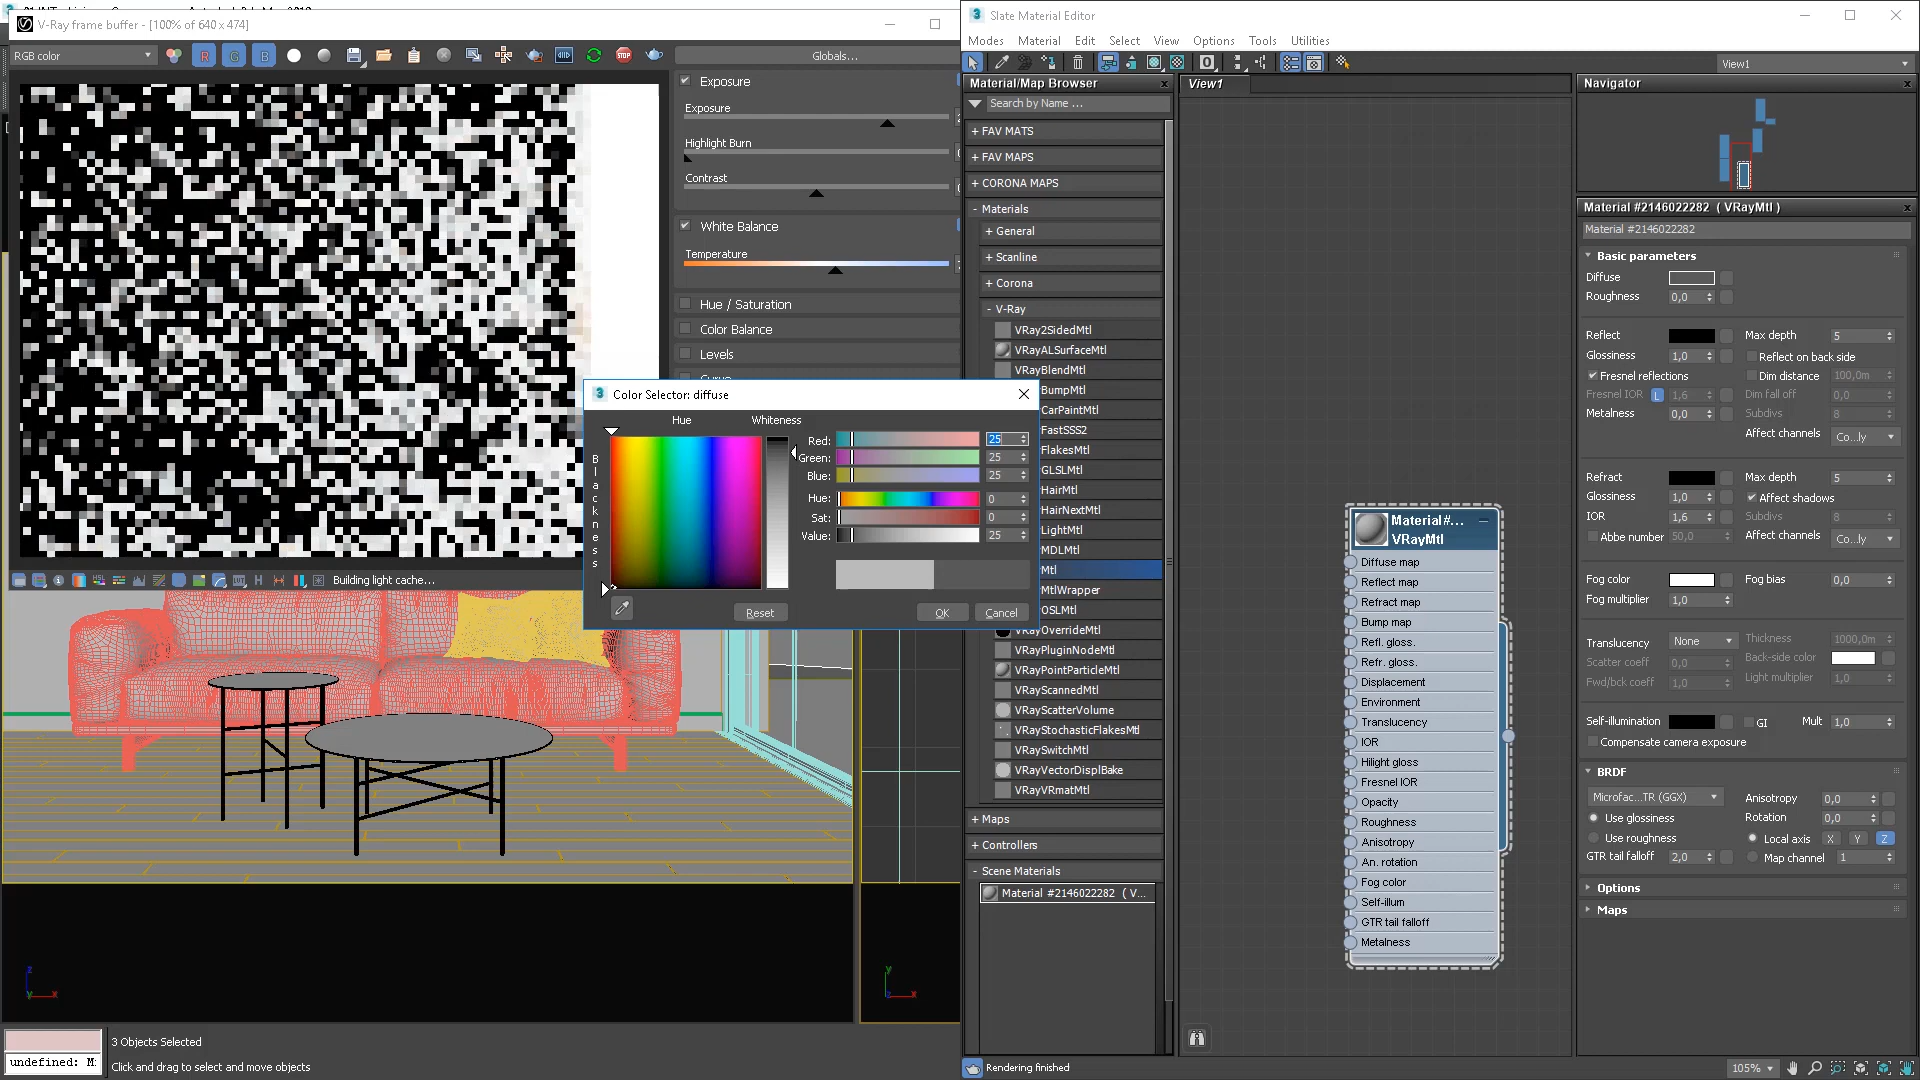 V-Ray frame buffer - [100% of 640 x 474]
RGB color
R
G
B
STOP
Globals...
Exposure
Exposure
Highlight Burn
Contrast
White Balance
Temperature
Hue / Saturation
Color Balance
Levels
Building light cache...
Color Selector: diffuse
Hue
Whiteness
Blackness
Red: 25
Green: 25
Blue: 25
Hue: 0
Sat: 0
Value: 25
Reset
OK
Cancel
z
y
x
y
z
x
undefined: M
3 Objects Selected
Click and drag to select and move objects
Slate Material Editor
Modes Material Edit Select View Options Tools Utilities
View1
Material/Map Browser
Search by Name ...
+ FAV MATS
+ FAV MAPS
+ CORONA MAPS
- Materials
+ General
+ Scanline
+ Corona
- V-Ray
VRay2SidedMtl
VRayALSurfaceMtl
VRayBlendMtl
BumpMtl
CarPaintMtl
FastSSS2
FlakesMtl
GLSLMtl
HairMtl
HairNextMtl
LightMtl
MDLMtl
Mtl
MtlWrapper
OSLMtl
VRayOverrideMtl
VRayPluginNodeMtl
VRayPointParticleMtl
VRayScannedMtl
VRayScatterVolume
VRayStochasticFlakesMtl
VRaySwitchMtl
VRayVectorDisplBake
VRayVRmatMtl
+ Maps
+ Controllers
- Scene Materials
Material #2146022282 ( V...
Rendering finished
View1
Material#...
VRayMtl
Diffuse map
Reflect map
Refract map
Bump map
Refl. gloss.
Refr. gloss.
Displacement
Environment
Translucency
IOR
Hilight gloss
Fresnel IOR
Opacity
Roughness
Anisotropy
An. rotation
Fog color
Self-illum
GTR tail falloff
Metalness
Navigator
Material #2146022282 ( VRayMtl )
Material #2146022282
Basic parameters
Diffuse
Roughness 0,0
Reflect Max depth 5
Glossiness 1,0 Reflect on back side
Fresnel reflections Dim distance 100,0m
Fresnel IOR L 1,6 Dim fall off 0,0
Metalness 0,0 Subdivs 8
Affect channels Co...ly
Refract Max depth 5
Glossiness 1,0 Affect shadows
IOR 1,6 Subdivs 8
Abbe number 50,0 Affect channels Co...ly
Fog color Fog bias 0,0
Fog multiplier 1,0
Translucency None Thickness 1000,0m
Scatter coeff 0,0 Back-side color
Fwd/bck coeff 1,0 Light multiplier 1,0
Self-illumination GI Mult 1,0
Compensate camera exposure
BRDF
Microfac...TR (GGX) Anisotropy 0,0
Use glossiness Rotation 0,0
Use roughness Local axis X Y Z
GTR tail falloff 2,0 Map channel 1
Options
Maps
105%